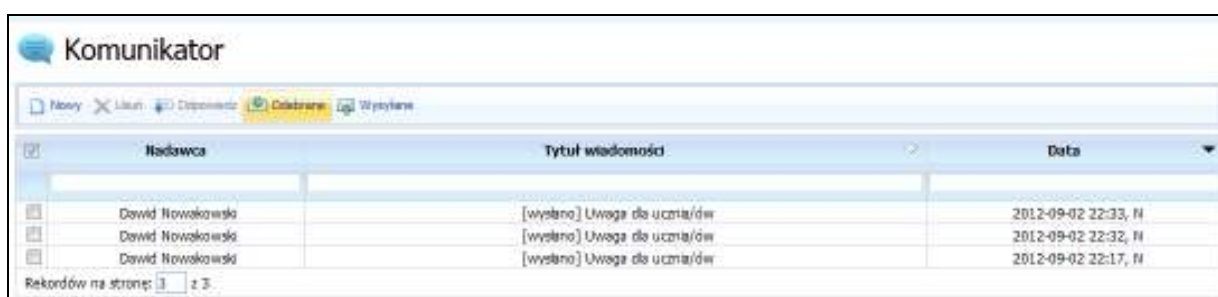 Komunikator
Nowy Usuń Odpowiedz Odebrane Wysyłane
Nadawca Tytuł wiadomości Data
Dawid Nowakowski [wysłano] Uwaga dla ucznia/ów 2012-09-02 22:33, N
Dawid Nowakowski [wysłano] Uwaga dla ucznia/ów 2012-09-02 22:32, N
Dawid Nowakowski [wysłano] Uwaga dla ucznia/ów 2012-09-02 22:17, N
Rekordów na stronę: 3 z 3